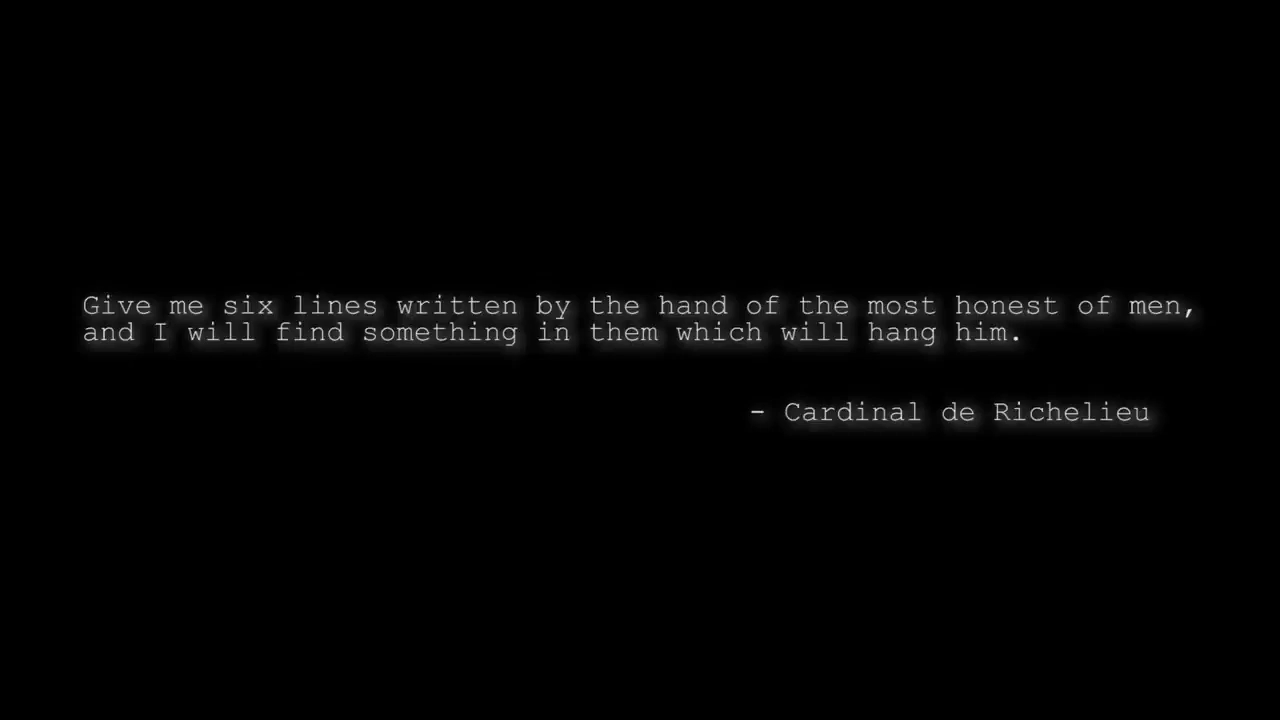 Give me six lines written by the hand of the most honest of men,
and I will find something in them which will hang him.
- Cardinal de Richelieu